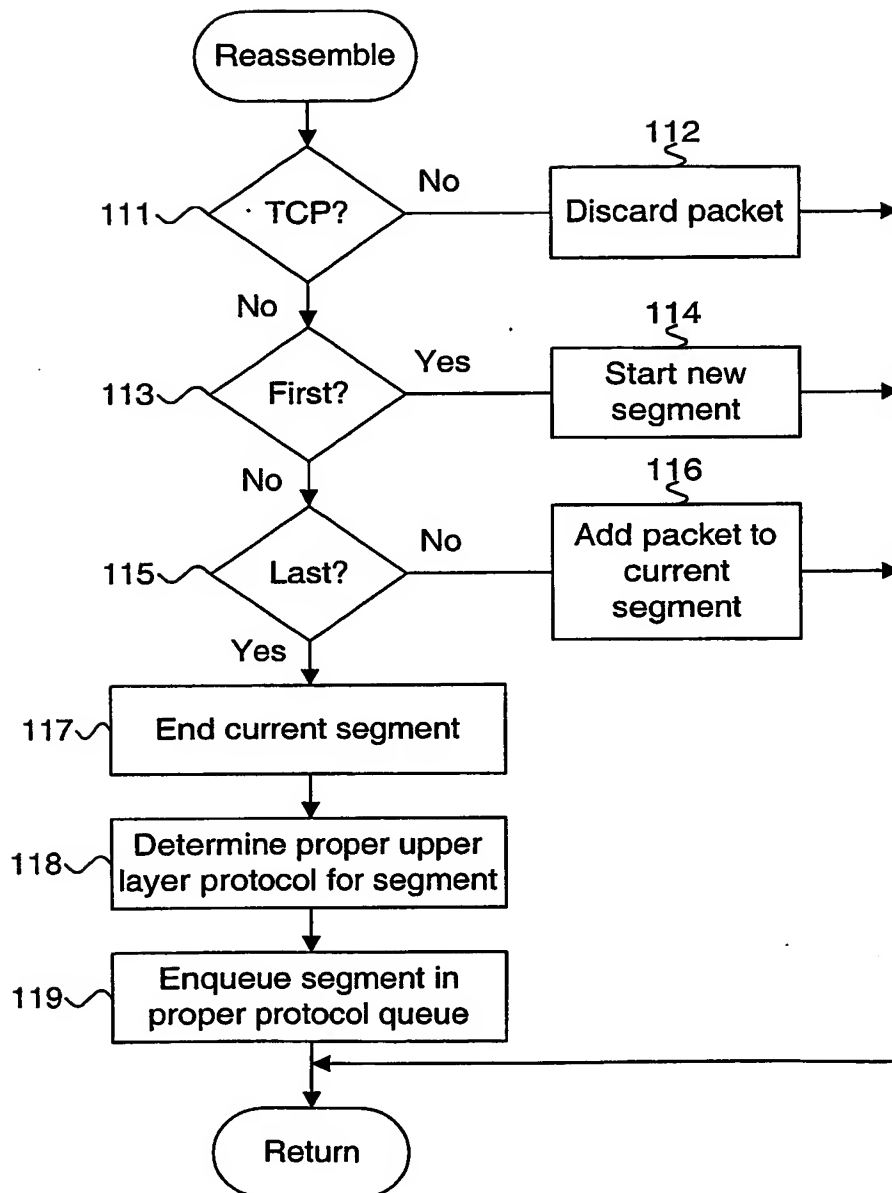 Reassemble
112
No
111
TCP?
Discard packet
No
114
Yes
113
First?
Start new
segment
No
116
No
115
Last?
Add packet to
current
segment
Yes
117
End current segment
118
Determine proper upper
layer protocol for segment
119
Enqueue segment in
proper protocol queue
Return